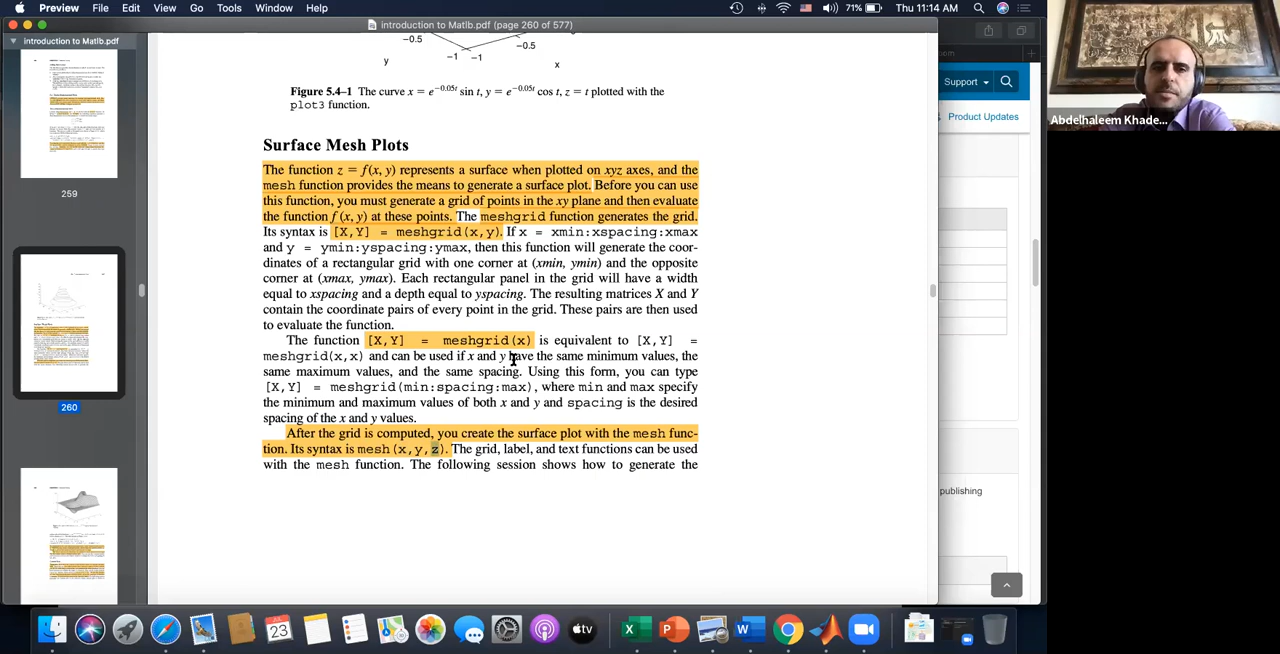 Preview File Edit View Go Tools Window Help
71% Thu 11:14 AM
introduction to Matlb.pdf (page 260 of 577)
introduction to Matlb.pdf
259
260
−0.5
−0.5
−1 −1
y
x
Figure 5.4–1 The curve x = e−0.05t sin t, y = e−0.05t cos t, z = t plotted with the
plot3 function.
Surface Mesh Plots
The function z = f(x, y) represents a surface when plotted on xyz axes, and the
mesh function provides the means to generate a surface plot. Before you can use
this function, you must generate a grid of points in the xy plane and then evaluate
the function f (x, y) at these points. The meshgrid function generates the grid.
Its syntax is [X,Y] = meshgrid(x,y). If x = xmin:xspacing:xmax
and y = ymin:yspacing:ymax, then this function will generate the coor-
dinates of a rectangular grid with one corner at (xmin, ymin) and the opposite
corner at (xmax, ymax). Each rectangular panel in the grid will have a width
equal to xspacing and a depth equal to yspacing. The resulting matrices X and Y
contain the coordinate pairs of every point in the grid. These pairs are then used
to evaluate the function.
The function [X,Y] = meshgrid(x) is equivalent to [X,Y] =
meshgrid(x,x) and can be used if x and y have the same minimum values, the
same maximum values, and the same spacing. Using this form, you can type
[X,Y] = meshgrid(min:spacing:max), where min and max specify
the minimum and maximum values of both x and y and spacing is the desired
spacing of the x and y values.
After the grid is computed, you create the surface plot with the mesh func-
tion. Its syntax is mesh(x,y,z). The grid, label, and text functions can be used
with the mesh function. The following session shows how to generate the
om
Support
Product Updates
publishing
Abdelhaleem Khade...
23
tv